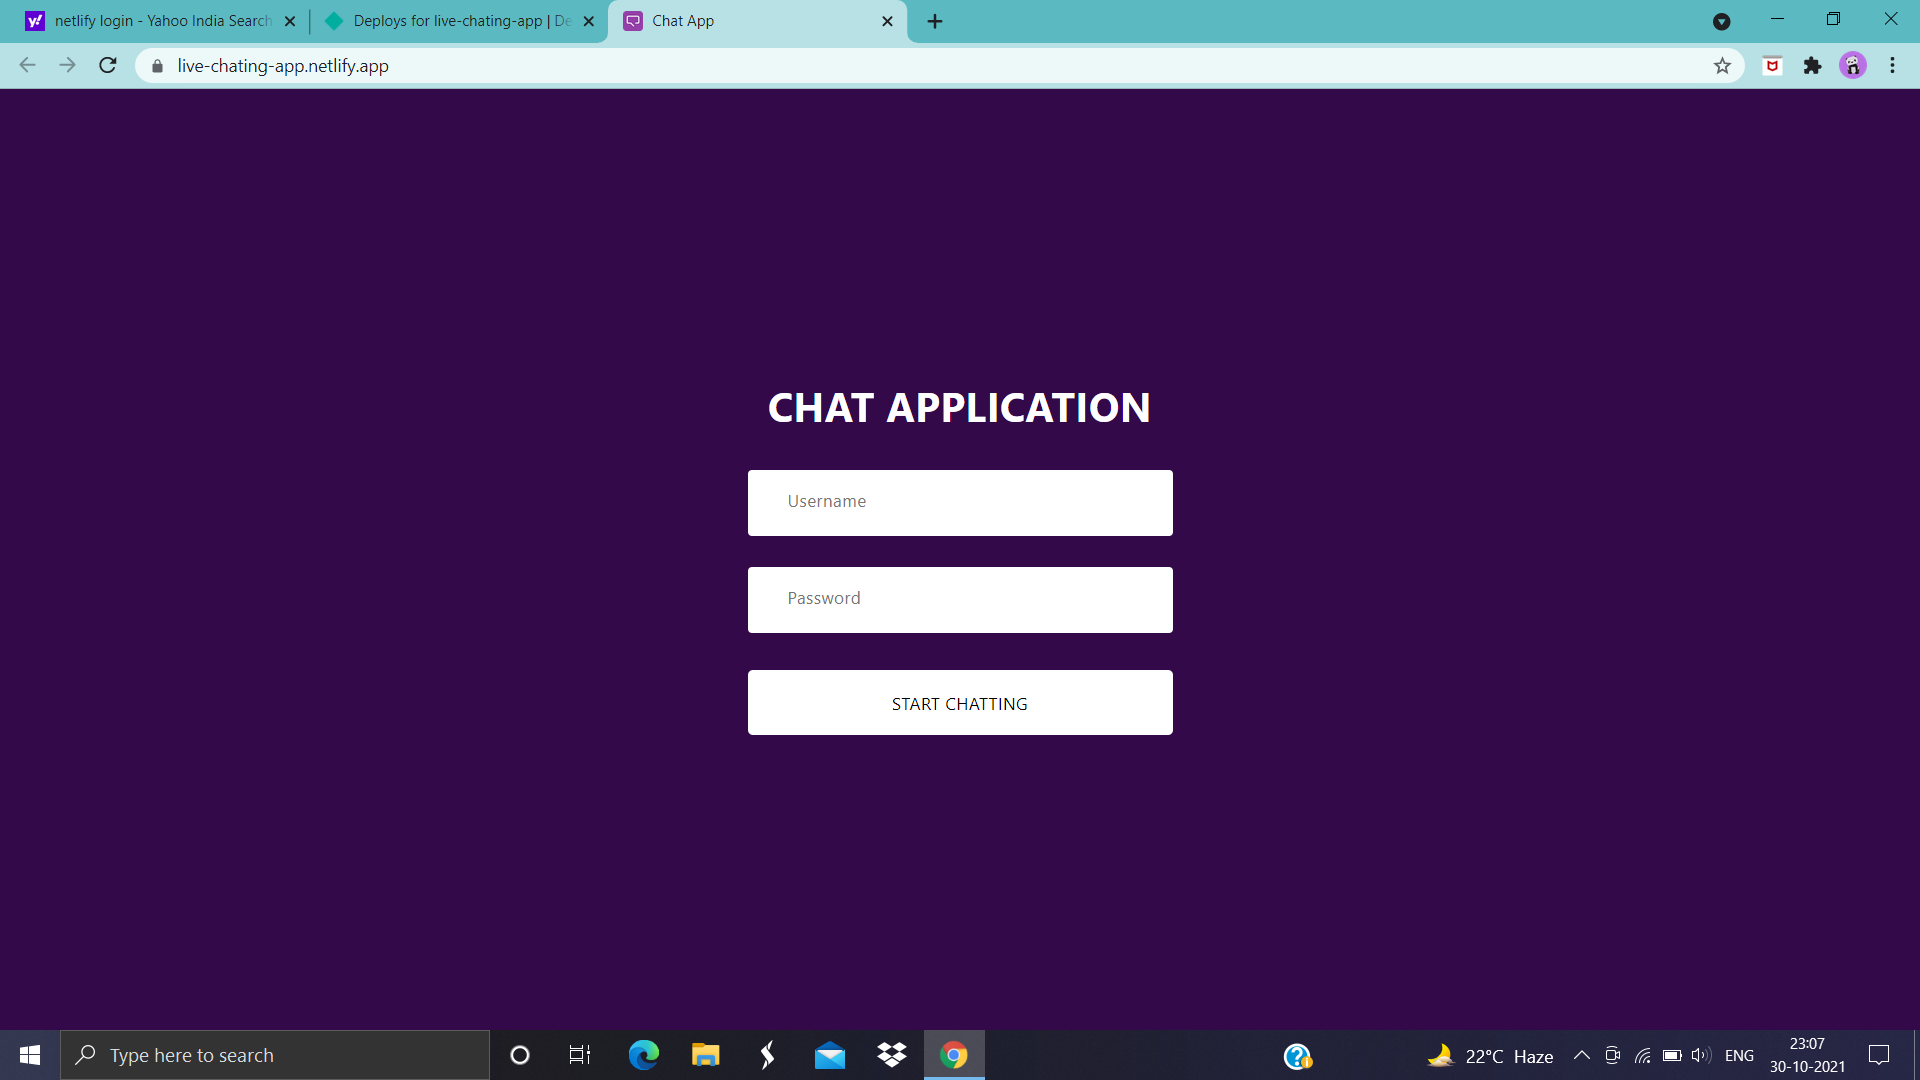 netlify login - Yahoo India Search
Deploys for live-chating-app | De
Chat App
live-chating-app.netlify.app
CHAT APPLICATION
Username
Password
START CHATTING
Type here to search
22°C Haze
ENG
23:07
30-10-2021